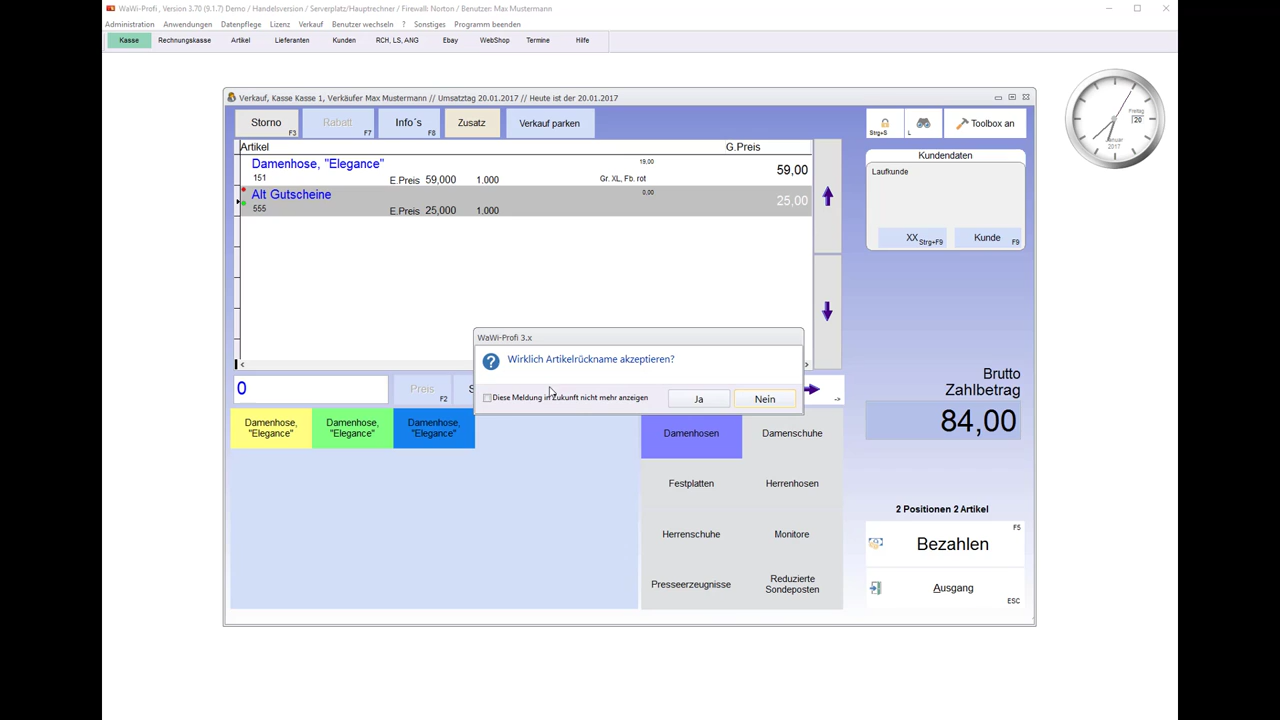 WaWi-Profi , Version 3.70 (9.1.7) Demo / Handelsversion / Serverplatz/Hauptrechner / Firewall: Norton / Benutzer: Max Mustermann
Administration Anwendungen Datenpflege Lizenz Verkauf Benutzer wechseln ? Sonstiges Programm beenden
Kasse Rechnungskasse Artikel Lieferanten Kunden RCH, LS, ANG Ebay WebShop Termine Hilfe
Verkauf, Kasse Kasse 1, Verkäufer Max Mustermann // Umsatztag 20.01.2017 // Heute ist der 20.01.2017
Storno F3 Rabatt F7 Info´s F8 Zusatz Verkauf parken Strg+S L Toolbox an
Freitag
20
Januar
2017
Artikel G.Preis
Kundendaten
Damenhose, "Elegance" 19,00 59,00
151 E.Preis 59,000 1.000 Gr. XL, Fb. rot
Laufkunde
Alt Gutscheine 0,00 25,00
555 E.Preis 25,000 1.000
XX Strg+F9 Kunde F9
WaWi-Profi 3.x
Wirklich Artikelrückname akzeptieren?
Diese Meldung in Zukunft nicht mehr anzeigen Ja Nein
Brutto
Zahlbetrag
84,00
0 Preis F2 S ->
Damenhose, "Elegance" Damenhose, "Elegance" Damenhose, "Elegance"
Damenhosen Damenschuhe
Festplatten Herrenhosen
Herrenschuhe Monitore
Presseerzeugnisse Reduzierte Sondeposten
2 Positionen 2 Artikel
Bezahlen F5
Ausgang ESC